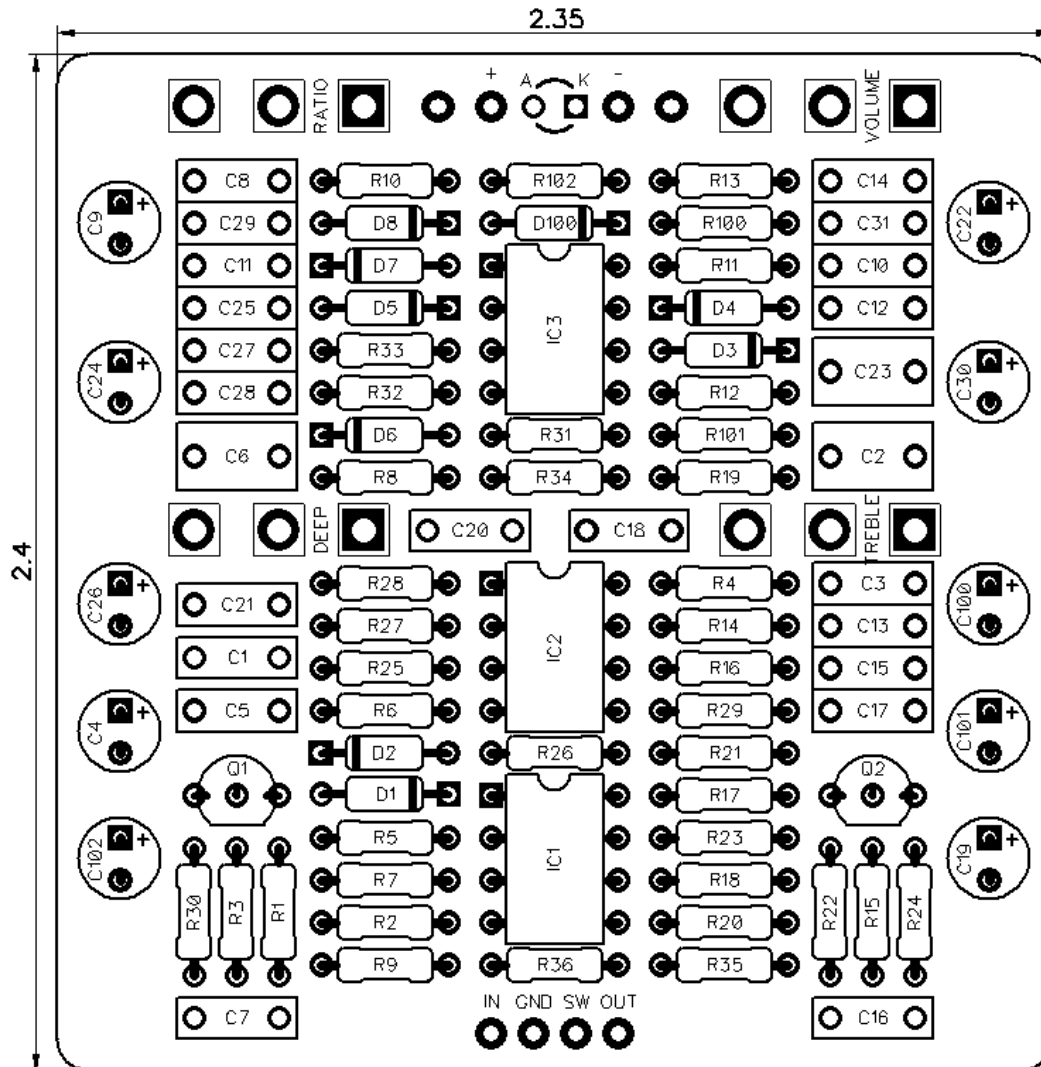 2.35
2.4
+ A K -
RATIO
VOLUME
C8 R10 R102 R13 C14
C9 + C29 D8 D100 R100 C31 C22 +
C11 D7 R11 C10
C25 D5 IC3 D4 C12
C24 + C27 R33 D3 C23 C30 +
C28 R32 R12
C6 D6 R31 R101 C2
R8 R34 R19
DEEP C20 C18 TREBLE
C26 + C21 R28 IC2 R4 C3 C100 +
R27 R14 C13
C1 R25 R16 C15
C4 + C5 R6 R29 C17 C101 +
Q1 D2 R26 R21 Q2
D1 R17
C102 + R5 IC1 R23 C19 +
R30 R3 R1 R7 R18 R22 R15 R24
R2 R20
R9 R36 R35
C7 IN GND SW OUT C16